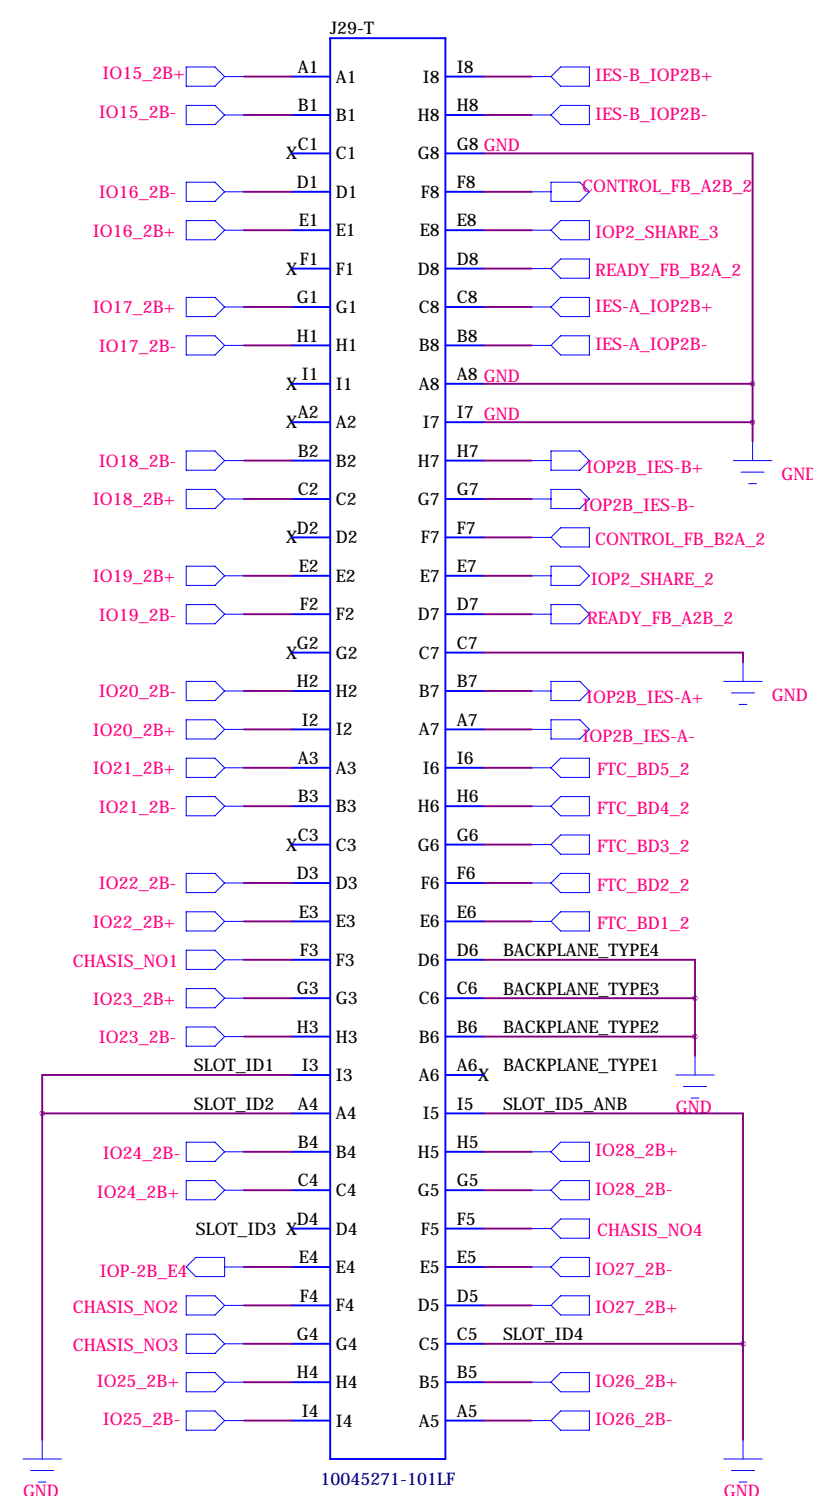 J29-T
IO15_2B+ A1 A1 I8 I8 IES-B_IOP2B+
IO15_2B- B1 B1 H8 H8 IES-B_IOP2B-
X C1 C1 G8 G8 GND
IO16_2B- D1 D1 F8 F8 CONTROL_FB_A2B_2
IO16_2B+ E1 E1 E8 E8 IOP2_SHARE_3
X F1 F1 D8 D8 READY_FB_B2A_2
IO17_2B+ G1 G1 C8 C8 IES-A_IOP2B+
IO17_2B- H1 H1 B8 B8 IES-A_IOP2B-
X I1 I1 A8 A8 GND
X A2 A2 I7 I7 GND
IO18_2B- B2 B2 H7 H7 IOP2B_IES-B+ GND
IO18_2B+ C2 C2 G7 G7 IOP2B_IES-B-
X D2 D2 F7 F7 CONTROL_FB_B2A_2
IO19_2B+ E2 E2 E7 E7 IOP2_SHARE_2
IO19_2B- F2 F2 D7 D7 READY_FB_A2B_2
X G2 G2 C7 C7
IO20_2B- H2 H2 B7 B7 IOP2B_IES-A+ GND
IO20_2B+ I2 I2 A7 A7 IOP2B_IES-A-
IO21_2B+ A3 A3 I6 I6 FTC_BD5_2
IO21_2B- B3 B3 H6 H6 FTC_BD4_2
X C3 C3 G6 G6 FTC_BD3_2
IO22_2B- D3 D3 F6 F6 FTC_BD2_2
IO22_2B+ E3 E3 E6 E6 FTC_BD1_2
CHASIS_NO1 F3 F3 D6 D6 BACKPLANE_TYPE4
IO23_2B+ G3 G3 C6 C6 BACKPLANE_TYPE3
IO23_2B- H3 H3 B6 B6 BACKPLANE_TYPE2
SLOT_ID1 I3 I3 A6 A6 X BACKPLANE_TYPE1
SLOT_ID2 A4 A4 I5 I5 SLOT_ID5_ANB GND
IO24_2B- B4 B4 H5 H5 IO28_2B+
IO24_2B+ C4 C4 G5 G5 IO28_2B-
SLOT_ID3 X D4 D4 F5 F5 CHASIS_NO4
IOP-2B_E4 E4 E4 E5 E5 IO27_2B-
CHASIS_NO2 F4 F4 D5 D5 IO27_2B+
CHASIS_NO3 G4 G4 C5 C5 SLOT_ID4
IO25_2B+ H4 H4 B5 B5 IO26_2B+
IO25_2B- I4 I4 A5 A5 IO26_2B-
10045271-101LF
GND GND